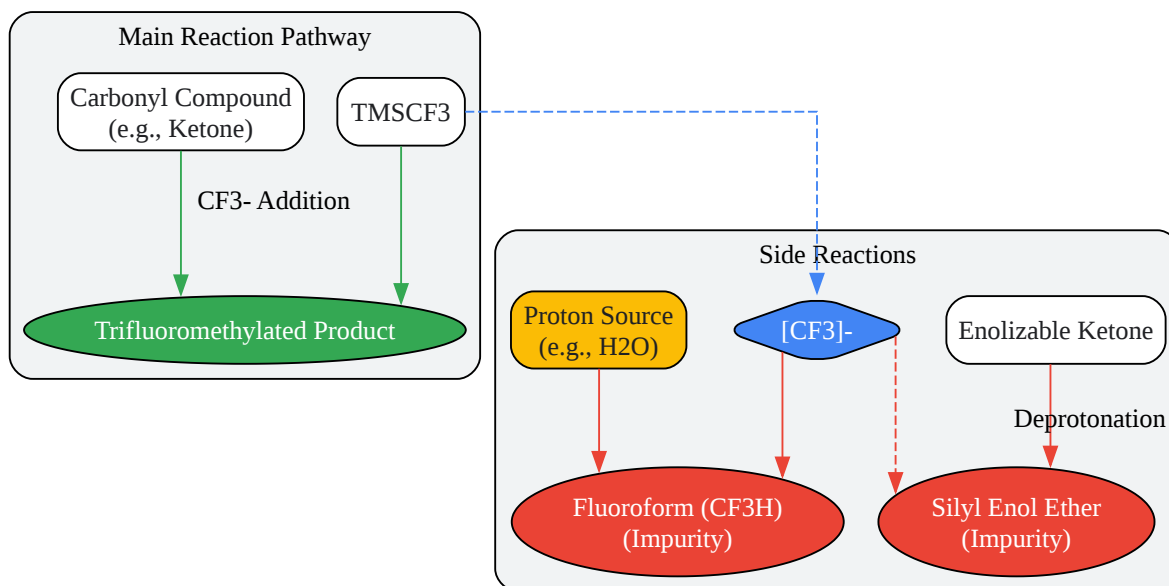 Main Reaction Pathway
Carbonyl Compound
(e.g., Ketone)
TMSCF3
CF3- Addition
Trifluoromethylated Product
Side Reactions
Proton Source
(e.g., H2O)
[CF3]-
Enolizable Ketone
Deprotonation
Fluoroform (CF3H)
(Impurity)
Silyl Enol Ether
(Impurity)